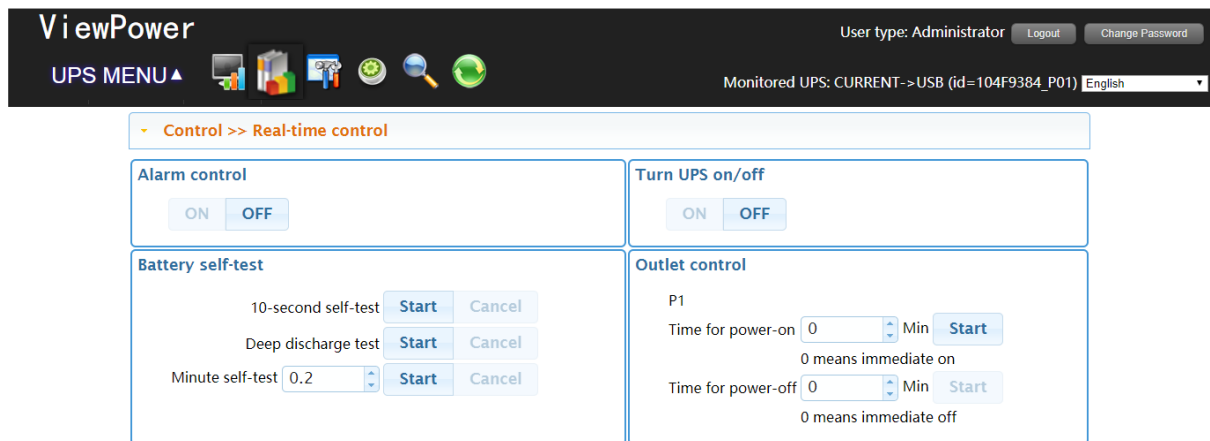 ViewPower
User type: Administrator Logout Change Password
UPS MENU▲
Monitored UPS: CURRENT->USB (id=104F9384_P01) English
Control >> Real-time control
Alarm control
ON OFF
Turn UPS on/off
ON OFF
Battery self-test
10-second self-test Start Cancel
Deep discharge test Start Cancel
Minute self-test 0.2 Start Cancel
Outlet control
P1
Time for power-on 0 Min Start
0 means immediate on
Time for power-off 0 Min Start
0 means immediate off